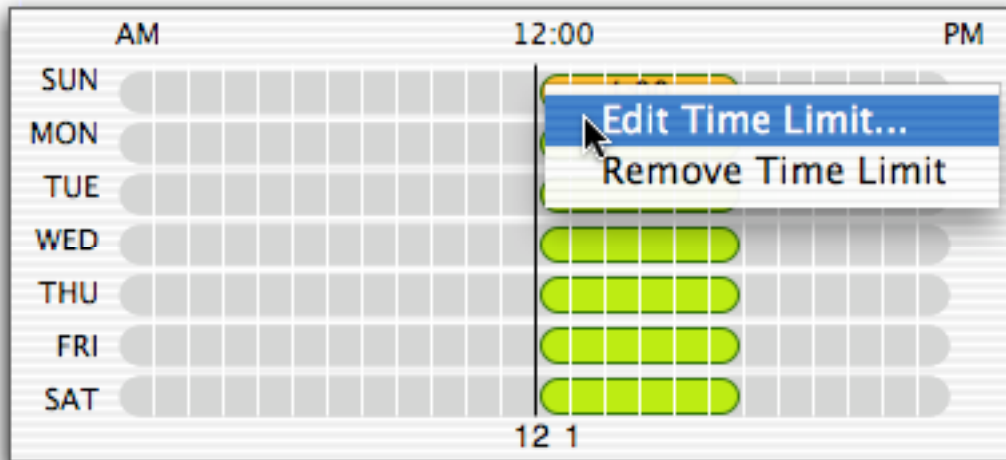 AM 12:00 PM
SUN
Edit Time Limit...
MON
Remove Time Limit
TUE
WED
THU
FRI
SAT
12 1